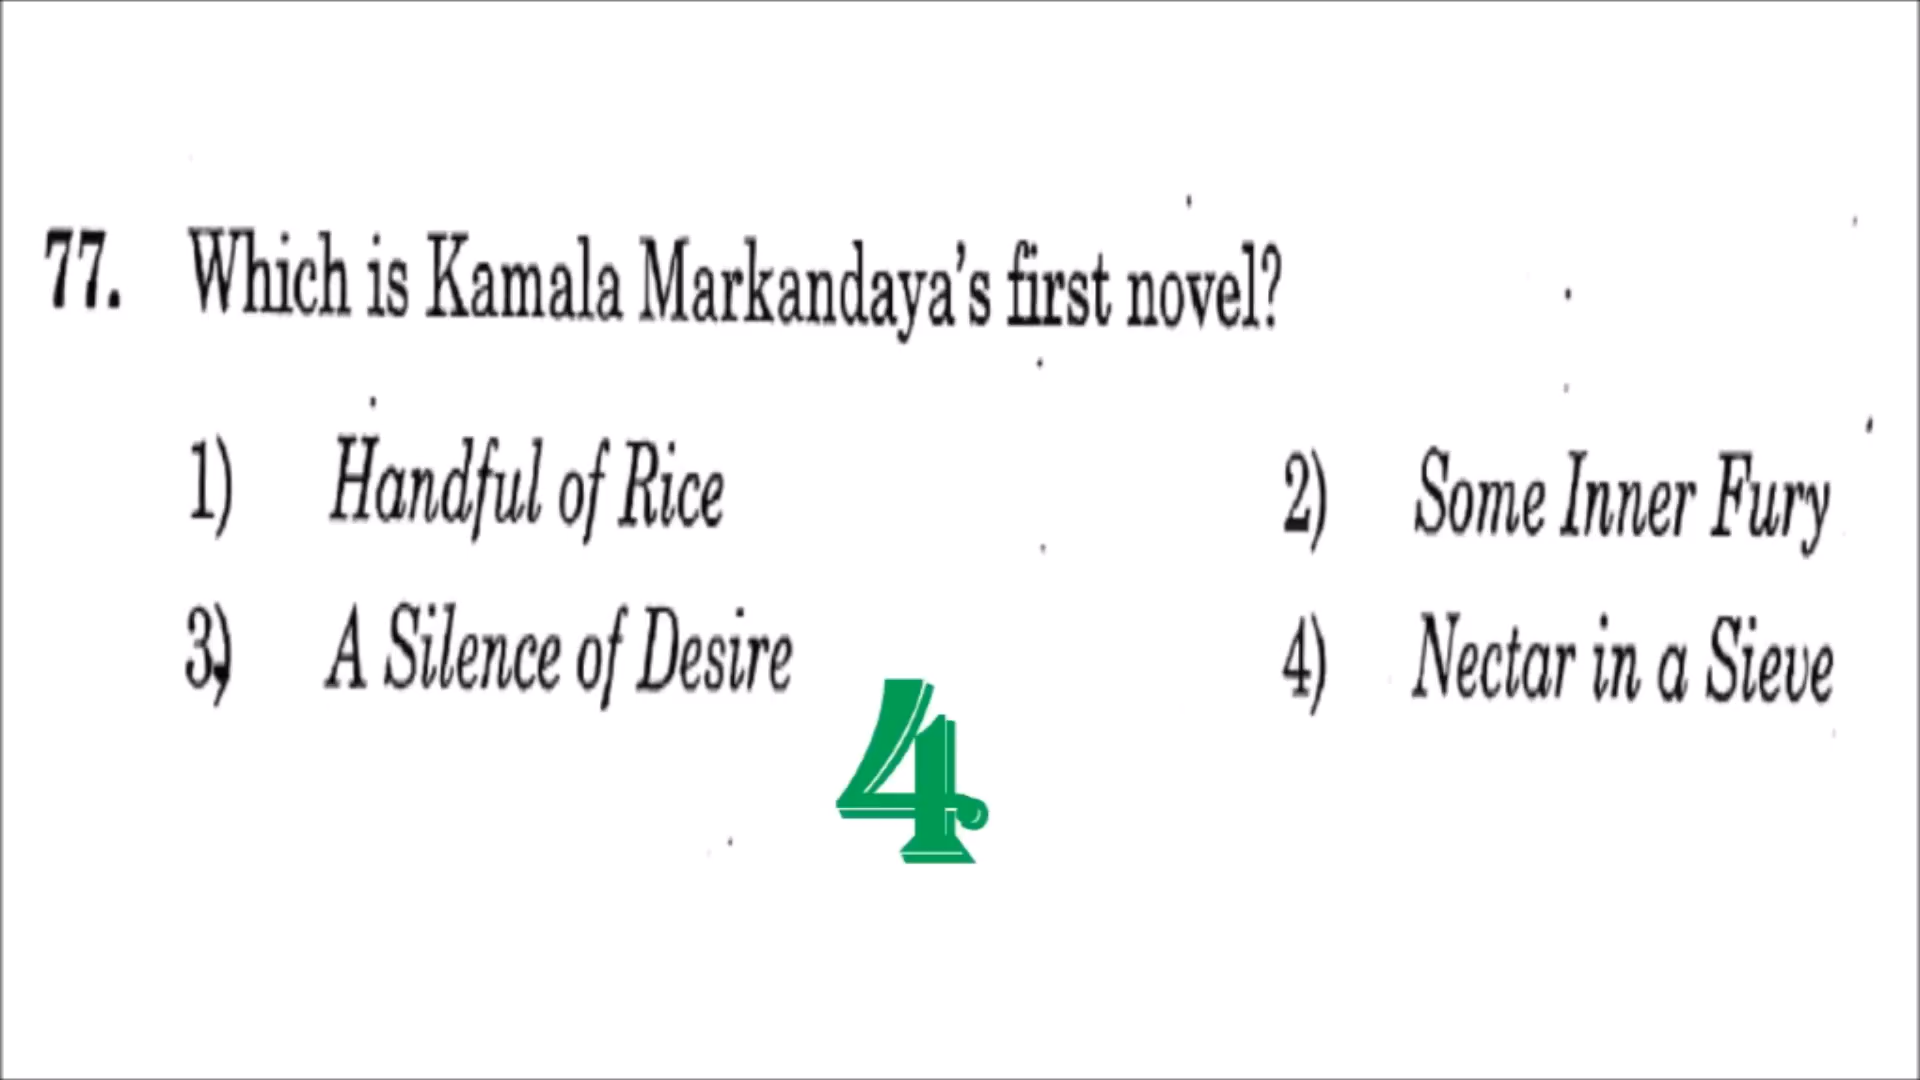 77. Which is Kamala Markandaya's first novel?
1) Handful of Rice 2) Some Inner Fury
3) A Silence of Desire 4) Nectar in a Sieve
4